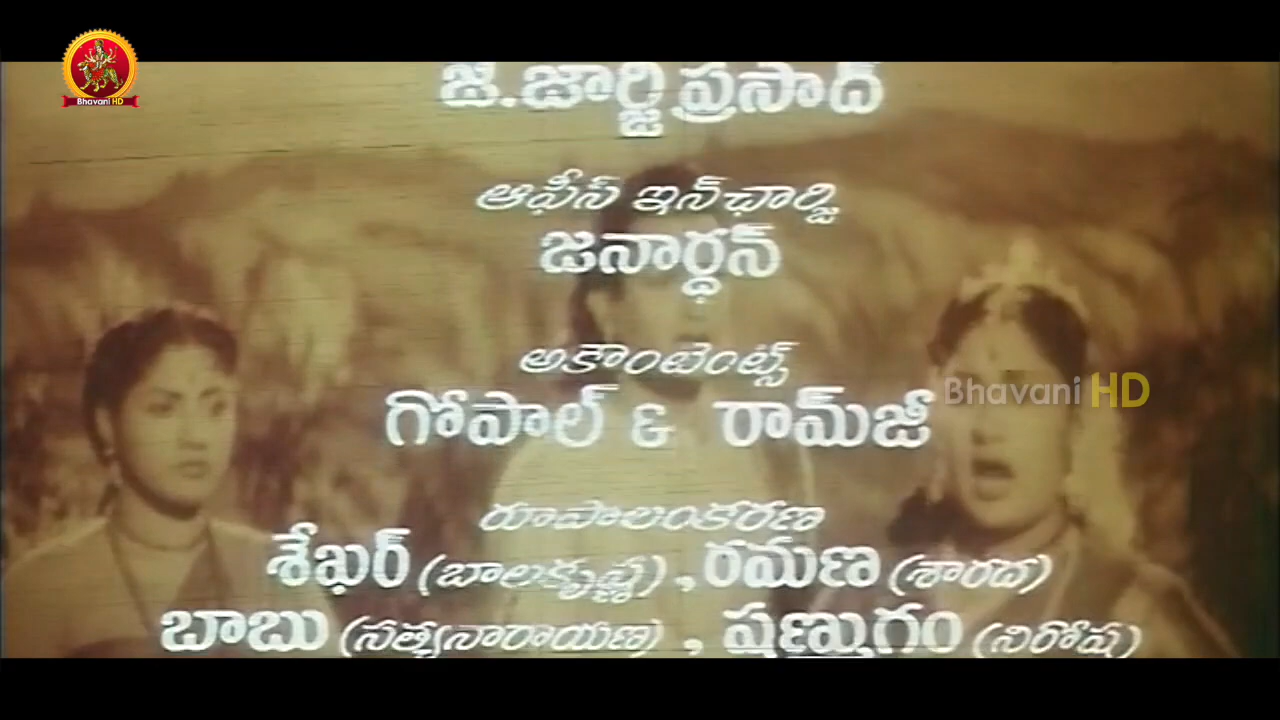 Bhavani HD
జి.జార్జి ప్రసాద్
ఆఫీస్ ఇన్‌ఛార్జి
జనార్ధన్
అకౌంటెంట్స్
గోపాల్ & రామ్‌జీ
Bhavani HD
రూపాలంకరణ
శేఖర్ (బాలకృష్ణ), రమణ (శారద)
బాబు (సత్యనారాయణ), షణ్ముగం (నిరోష)